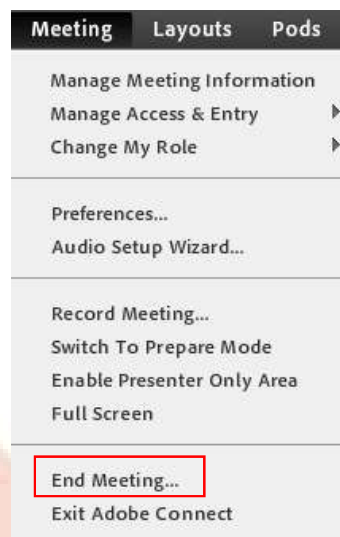 Meeting Layouts Pods
Manage Meeting Information
Manage Access & Entry
Change My Role
Preferences...
Audio Setup Wizard...
Record Meeting...
Switch To Prepare Mode
Enable Presenter Only Area
Full Screen
End Meeting...
Exit Adobe Connect